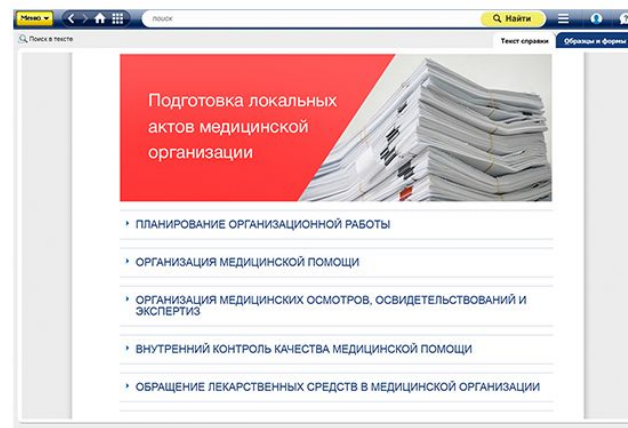 Меню
поиск
Найти
Поиск в тексте
Текст справки
Образцы и формы
Подготовка локальных
актов медицинской
организации
ПЛАНИРОВАНИЕ ОРГАНИЗАЦИОННОЙ РАБОТЫ
ОРГАНИЗАЦИЯ МЕДИЦИНСКОЙ ПОМОЩИ
ОРГАНИЗАЦИЯ МЕДИЦИНСКИХ ОСМОТРОВ, ОСВИДЕТЕЛЬСТВОВАНИЙ И
ЭКСПЕРТИЗ
ВНУТРЕННИЙ КОНТРОЛЬ КАЧЕСТВА МЕДИЦИНСКОЙ ПОМОЩИ
ОБРАЩЕНИЕ ЛЕКАРСТВЕННЫХ СРЕДСТВ В МЕДИЦИНСКОЙ ОРГАНИЗАЦИИ